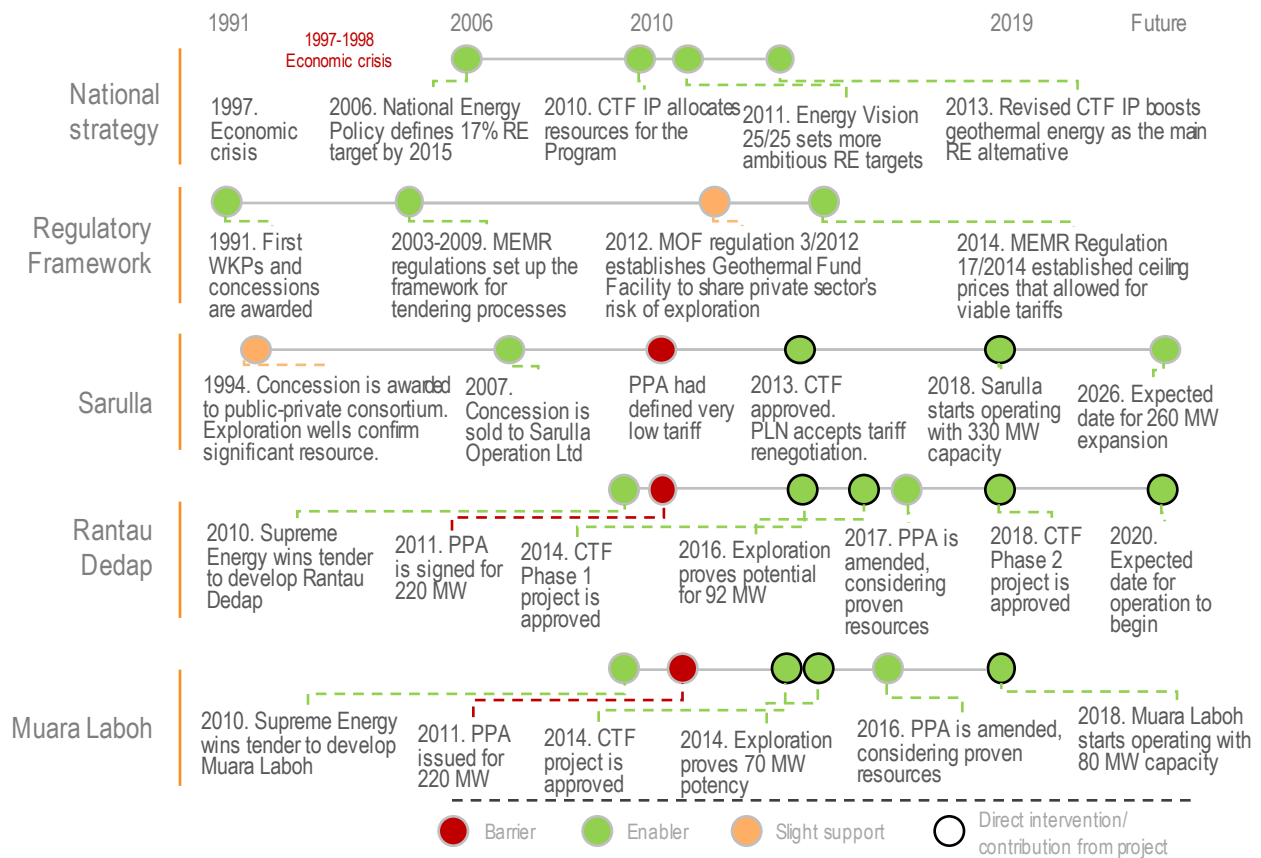 1991
2006
2010
2019
Future
1997-1998
Economic crisis
National
strategy
1997.
Economic
crisis
2006. National Energy
Policy defines 17% RE
target by 2015
2010. CTF IP allocates
resources for the
Program
2011. Energy Vision
25/25 sets more
ambitious RE targets
2013. Revised CTF IP boosts
geothermal energy as the main
RE alternative
Regulatory
Framework
1991. First
WKPs and
concessions
are awarded
2003-2009. MEMR
regulations set up the
framework for
tendering processes
2012. MOF regulation 3/2012
establishes Geothermal Fund
Facility to share private sector's
risk of exploration
2014. MEMR Regulation
17/2014 established ceiling
prices that allowed for
viable tariffs
Sarulla
1994. Concession is awarded
to public-private consortium.
Exploration wells confirm
significant resource.
2007.
Concession is
sold to Sarulla
Operation Ltd
PPA had
defined very
low tariff
2013. CTF
approved.
PLN accepts tariff
renegotiation.
2018. Sarulla
starts operating
with 330 MW
capacity
2026. Expected
date for 260 MW
expansion
Rantau
Dedap
2010. Supreme
Energy wins tender
to develop Rantau
Dedap
2011. PPA
is signed for
220 MW
2014. CTF
Phase 1
project is
approved
2016. Exploration
proves potential
for 92 MW
2017. PPA is
amended,
considering
proven
resources
2018. CTF
Phase 2
project is
approved
2020.
Expected
date for
operation to
begin
Muara Laboh
2010. Supreme Energy
wins tender to develop
Muara Laboh
2011. PPA
issued for
220 MW
2014. CTF
project is
approved
2014. Exploration
proves 70 MW
potency
2016. PPA is amended,
considering proven
resources
2018. Muara Laboh
starts operating with
80 MW capacity
Barrier
Enabler
Slight support
Direct intervention/
contribution from project